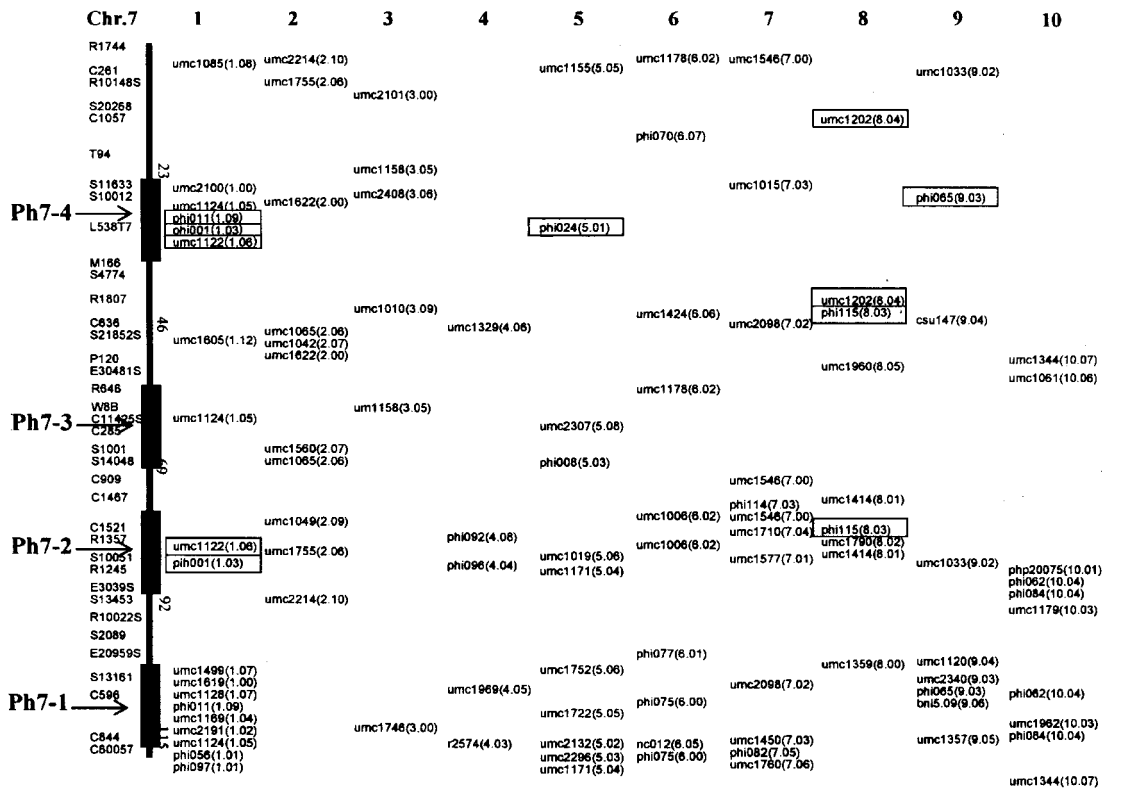 Chr.7 1 2 3 4 5 6 7 8 9 10
R1744
umc1085(1.08) umc2214(2.10) umc1178(6.02) umc1546(7.00)
C261 umc1155(5.05) umc1033(9.02)
R10148S umc1755(2.06)
umc2101(3.00)
S20268
C1057 umc1202(8.04)
phi070(6.07)
T94
23 umc1158(3.05)
S11633 umc2100(1.00) umc1015(7.03)
S10012 umc1622(2.00) umc2408(3.06) phi065(9.03)
umc1124(1.05)
Ph7-4 phi011(1.09)
L538T7 phi001(1.03) phi024(5.01)
umc1122(1.06)
M166
S4774
R1807 umc1202(8.04)
umc1010(3.09) umc1424(6.06) phi115(8.03)
C636 46 umc1329(4.06) umc2098(7.02) csu147(9.04)
S21852S umc1605(1.12) umc1065(2.06)
umc1042(2.07)
P120 umc1622(2.00) umc1344(10.07)
E30481S umc1960(8.05) umc1061(10.06)
R646 umc1178(6.02)
W8B um1158(3.05)
Ph7-3 C11425S umc1124(1.05)
C285 umc2307(5.08)
S1001 umc1560(2.07)
S14048 69 umc1065(2.06) phi008(5.03)
C909 umc1546(7.00)
C1467 phi114(7.03) umc1414(8.01)
C1521 umc1049(2.09) umc1006(6.02) umc1546(7.00)
R1357 phi092(4.08) umc1710(7.04) phi115(8.03)
Ph7-2 umc1122(1.06) umc1755(2.06) umc1006(6.02) umc1790(8.02)
S10051 pih001(1.03) umc1019(5.06) umc1577(7.01) umc1414(8.01) umc1033(9.02)
R1245 phi096(4.04) umc1171(5.04) php20075(10.01)
E3039S phi062(10.04)
S13453 92 umc2214(2.10) phi084(10.04)
R10022S umc1179(10.03)
S2089
E20959S phi077(6.01)
umc1499(1.07) umc1752(5.06) umc1359(8.00) umc1120(9.04)
S13161 umc1619(1.00) umc2098(7.02) umc2340(9.03)
C596 umc1128(1.07) umc1969(4.05) phi075(6.00) phi065(9.03) phi062(10.04)
Ph7-1 phi011(1.09) bnl5.09(9.06)
umc1169(1.04) umc1722(5.05)
umc2191(1.02) umc1746(3.00) umc1962(10.03)
C844 115 umc1124(1.05) r2574(4.03) umc2132(5.02) nc012(6.05) umc1450(7.03) umc1357(9.05) phi084(10.04)
C60057 phi056(1.01) umc2296(5.03) phi075(6.00) phi082(7.05)
phi097(1.01) umc1171(5.04) umc1760(7.06)
umc1344(10.07)